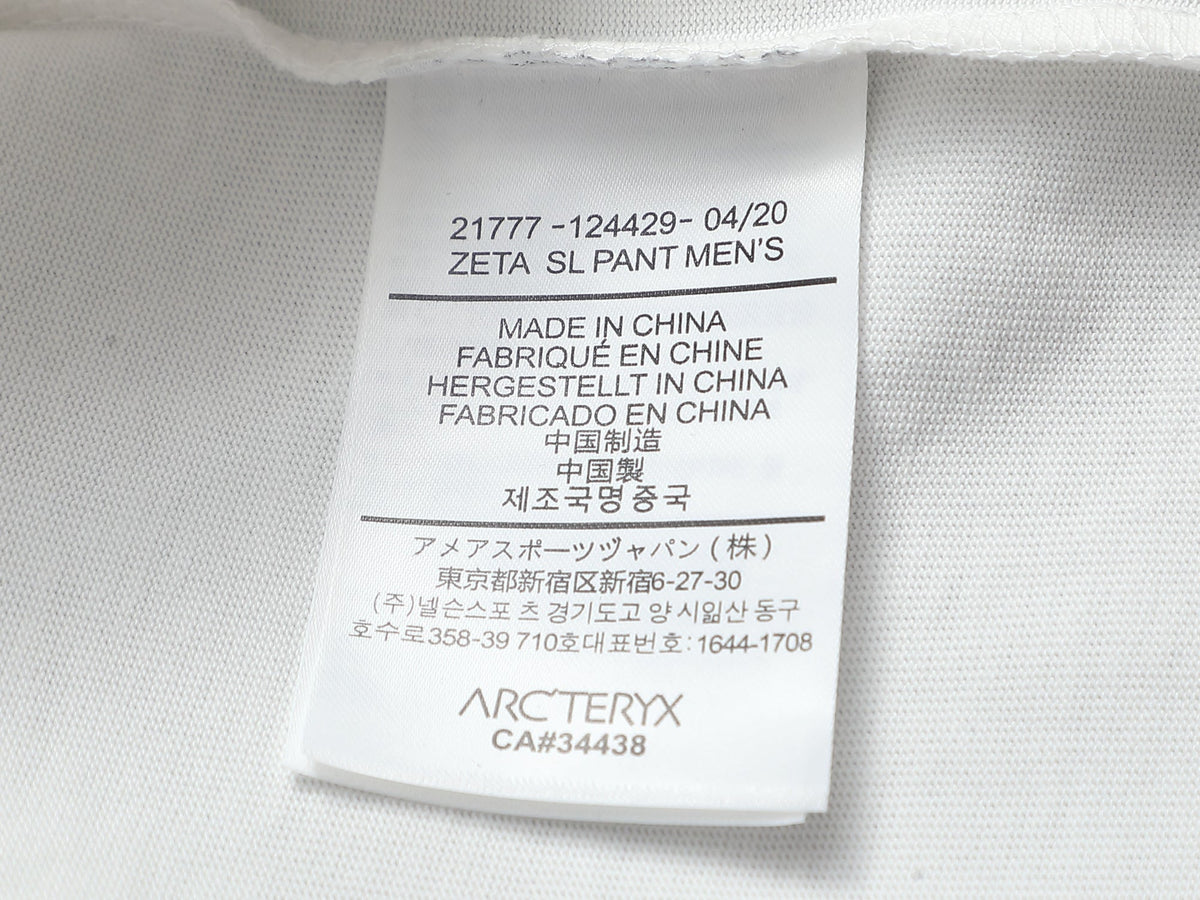 21777 -124429- 04/20
ZETA SL PANT MEN'S
MADE IN CHINA
FABRIQUÉ EN CHINE
HERGESTELLT IN CHINA
FABRICADO EN CHINA
中国制造
中国製
제조국명중국
アメアスポーツヅャパン(株)
東京都新宿区新宿6-27-30
(주)넬슨스포 츠 경기도고 양 시잂산 동구
호수로358-39 710호대표번호:1644-1708
ARC'TERYX
CA#34438